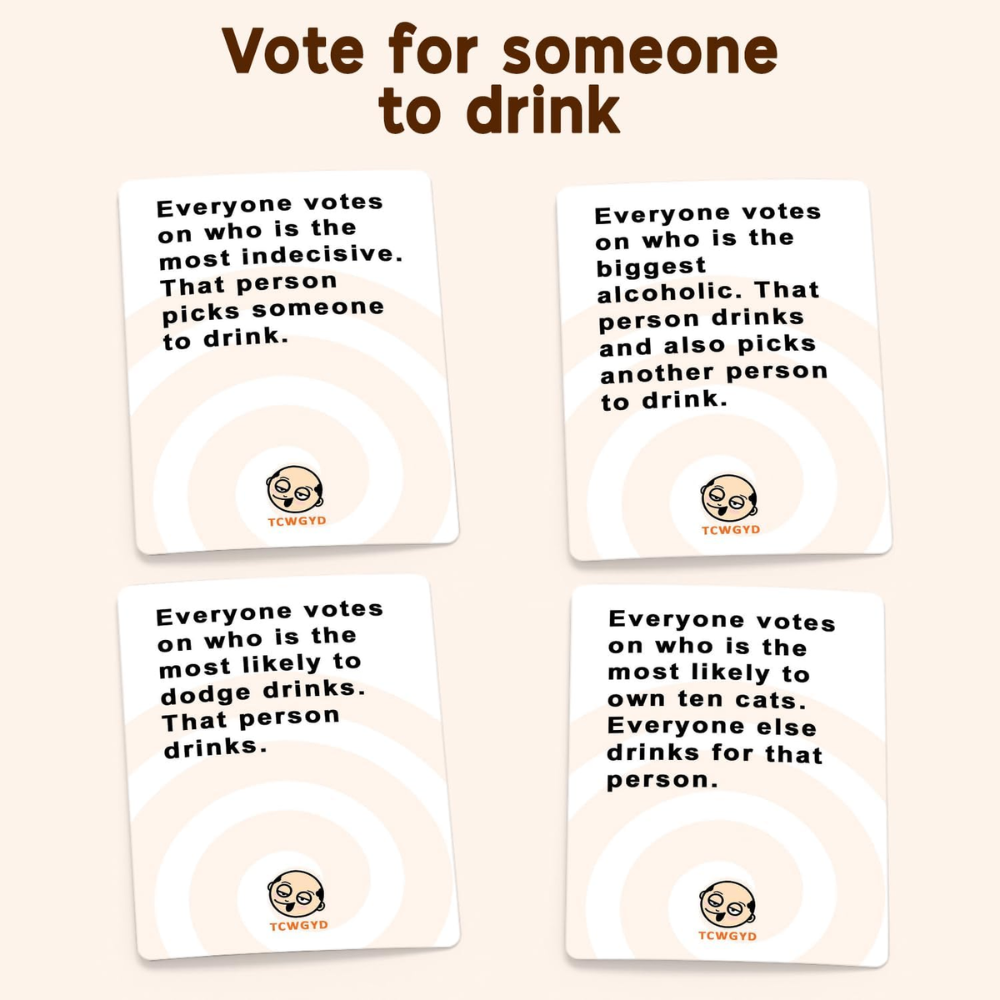 Vote for someone
to drink
Everyone votes
on who is the
most indecisive.
That person
picks someone
to drink.
TCWGYD
Everyone votes
on who is the
biggest
alcoholic. That
person drinks
and also picks
another person
to drink.
TCWGYD
Everyone votes
on who is the
most likely to
dodge drinks.
That person
drinks.
TCWGYD
Everyone votes
on who is the
most likely to
own ten cats.
Everyone else
drinks for that
person.
TCWGYD